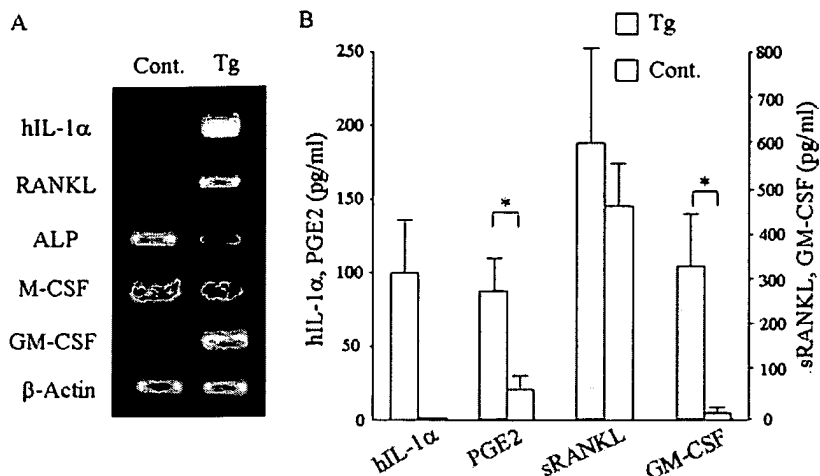 A
Cont. Tg
hIL-1α
RANKL
ALP
M-CSF
GM-CSF
β-Actin
B
Tg
Cont.
hIL-1α, PGE2 (pg/ml)
250
200
150
100
50
0
*
*
800
700
600
500
400
300
200
100
0
sRANKL, GM-CSF (pg/ml)
hIL-1α
PGE2
sRANKL
GM-CSF